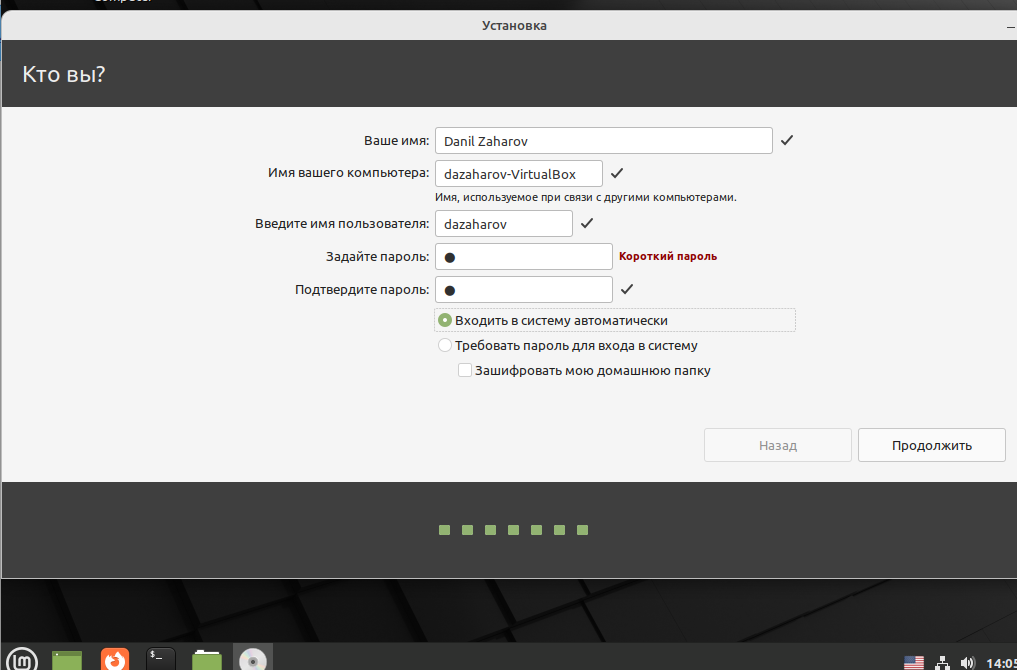 Установка
Кто вы?
Ваше имя: Danil Zaharov
Имя вашего компьютера: dazaharov-VirtualBox
Имя, используемое при связи с другими компьютерами.
Введите имя пользователя: dazaharov
Задайте пароль: ● Короткий пароль
Подтвердите пароль: ●
Входить в систему автоматически
Требовать пароль для входа в систему
Зашифровать мою домашнюю папку
Назад Продолжить
14:05